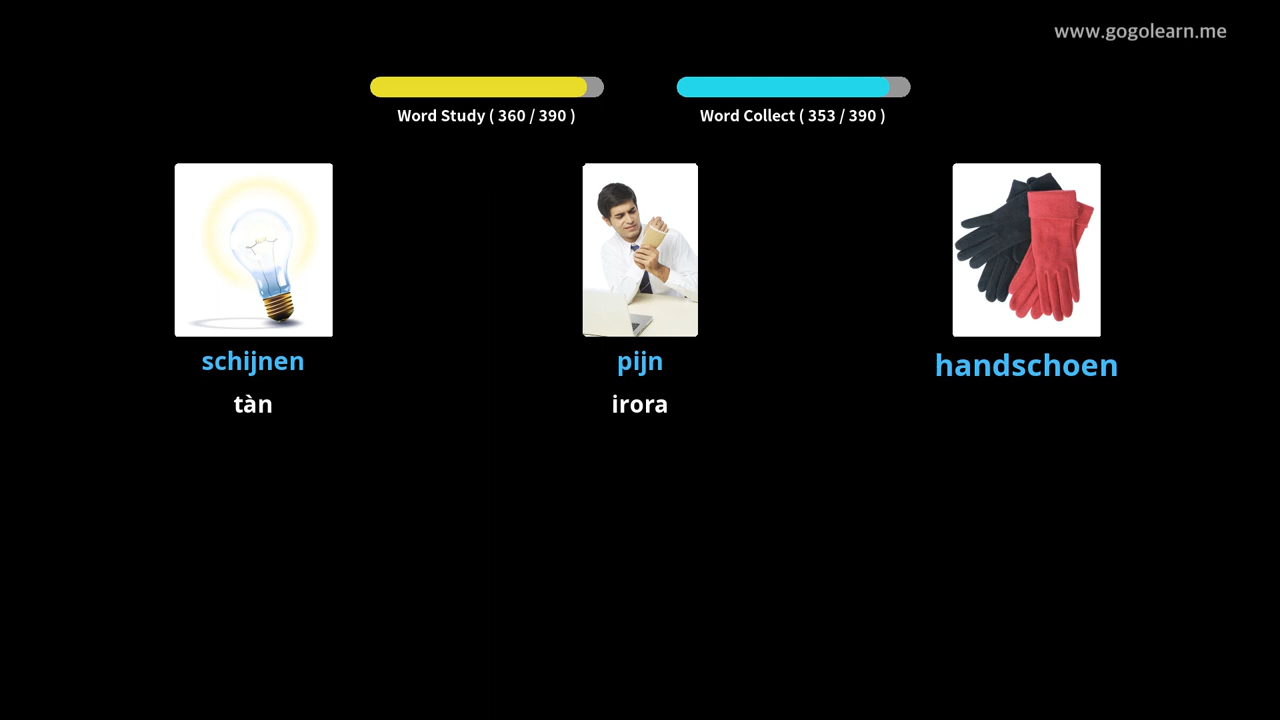 www.gogolearn.me
Word Study ( 360 / 390 )
Word Collect ( 353 / 390 )
schijnen
tàn
pijn
irora
handschoen